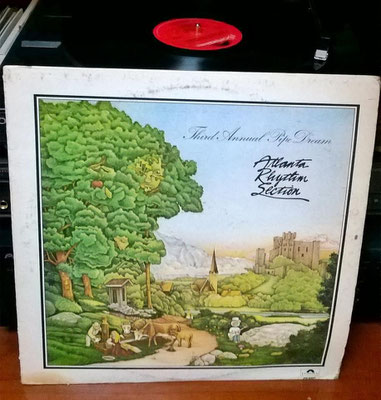 Third Annual Pipe Dream
Atlanta
Rhythm
Section